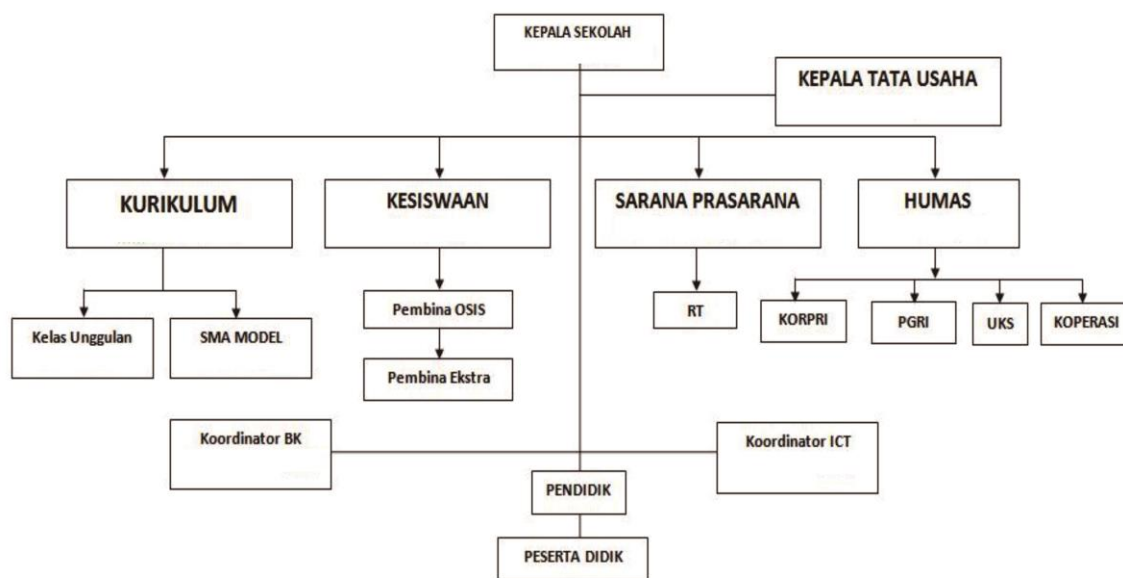 KEPALA SEKOLAH
KEPALA TATA USAHA
KURIKULUM
KESISWAAN
SARANA PRASARANA
HUMAS
Kelas Unggulan
SMA MODEL
Pembina OSIS
Pembina Ekstra
RT
KORPRI
PGRI
UKS
KOPERASI
Koordinator BK
Koordinator ICT
PENDIDIK
PESERTA DIDIK